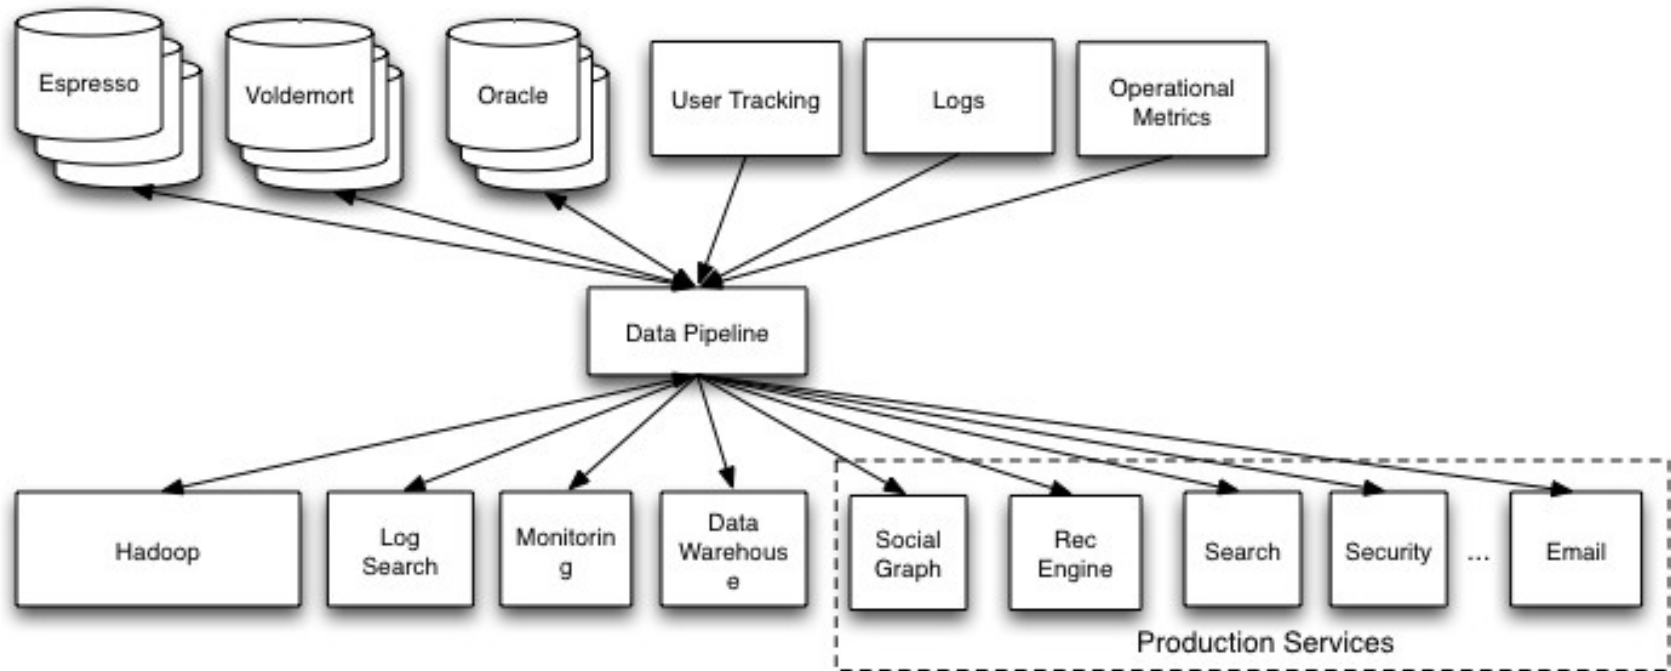 Espresso
Voldemort
Oracle
User Tracking
Logs
Operational
Metrics
Data Pipeline
Hadoop
Log
Search
Monitorin
g
Data
Warehous
e
Social
Graph
Rec
Engine
Search
Security
...
Email
Production Services